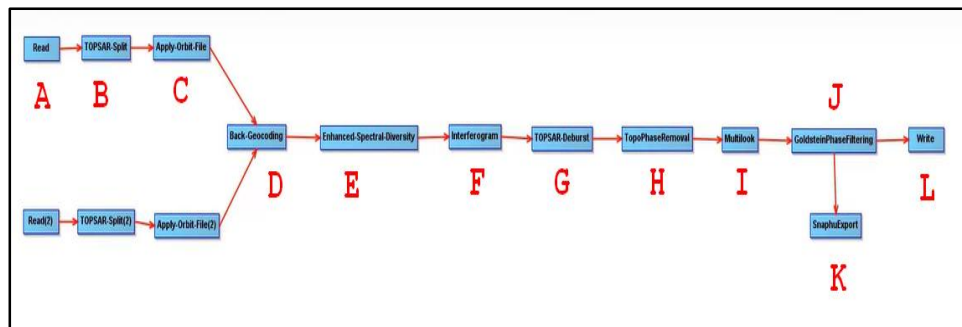 Read TOPSAR-Split Apply-Orbit-File
A B C J
Back-Geocoding Enhanced-Spectral-Diversity Interferogram TOPSAR-Deburst TopoPhaseRemoval Multilook GoldsteinPhaseFiltering Write
D E F G H I L
Read(2) TOPSAR-Split(2) Apply-Orbit-File(2) SnaphuExport
K